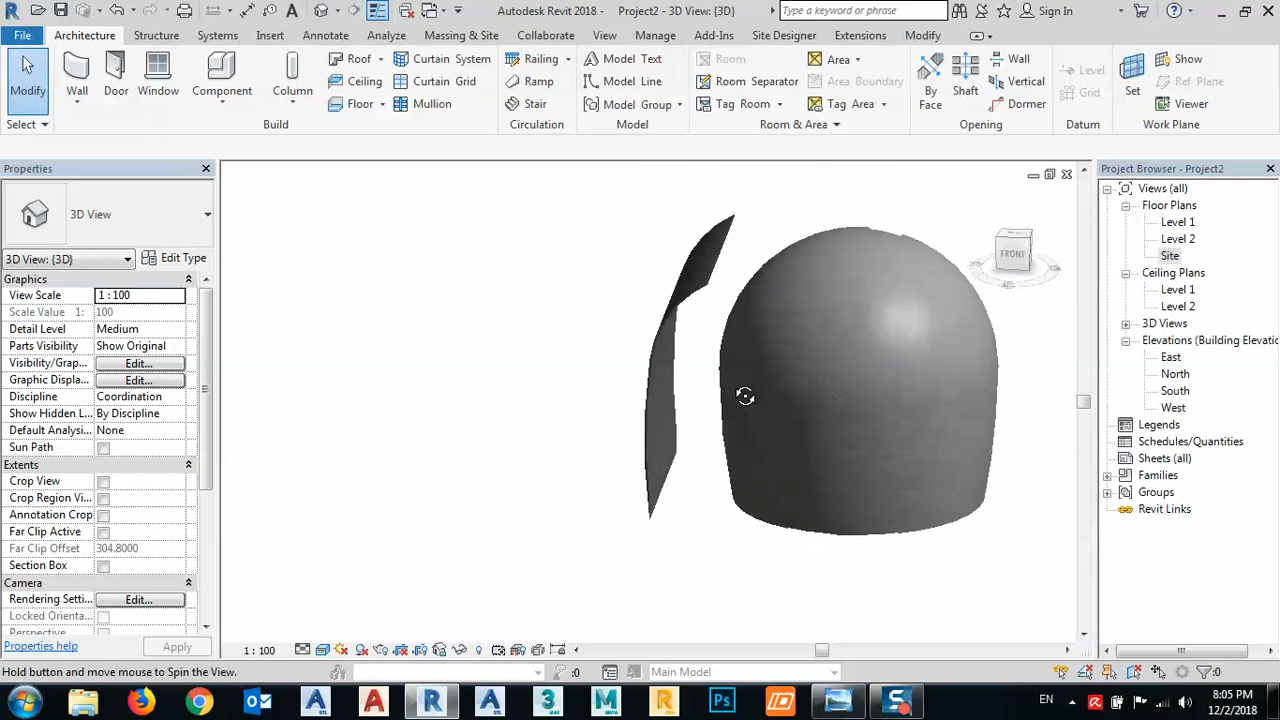 Autodesk Revit 2018 - Project2 - 3D View: {3D}
Type a keyword or phrase
Sign In
File
Architecture
Structure
Systems
Insert
Annotate
Analyze
Massing & Site
Collaborate
View
Manage
Add-Ins
Site Designer
Extensions
Modify
Modify
Wall
Door
Window
Component
Column
Roof
Ceiling
Floor
Curtain System
Curtain Grid
Mullion
Railing
Ramp
Stair
Model Text
Model Line
Model Group
Room
Room Separator
Tag Room
Area
Area Boundary
Tag Area
By
Face
Shaft
Wall
Vertical
Dormer
Level
Grid
Set
Show
Ref Plane
Viewer
Select
Build
Circulation
Model
Room & Area
Opening
Datum
Work Plane
Properties
3D View
3D View: {3D}
Edit Type
Graphics
View Scale
1 : 100
Scale Value 1:
100
Detail Level
Medium
Parts Visibility
Show Original
Visibility/Grap...
Edit...
Graphic Displa...
Edit...
Discipline
Coordination
Show Hidden L...
By Discipline
Default Analysi...
None
Sun Path
Extents
Crop View
Crop Region Vi...
Annotation Crop
Far Clip Active
Far Clip Offset
304.8000
Section Box
Camera
Rendering Setti...
Edit...
Locked Orienta...
Perspective
Properties help
Apply
FRONT
Project Browser - Project2
Views (all)
Floor Plans
Level 1
Level 2
Site
Ceiling Plans
Level 1
Level 2
3D Views
Elevations (Building Elevatio
East
North
South
West
Legends
Schedules/Quantities
Sheets (all)
Families
Groups
Revit Links
1 : 100
Hold button and move mouse to Spin the View.
:0
Main Model
:0
EN
8:05 PM
12/2/2018